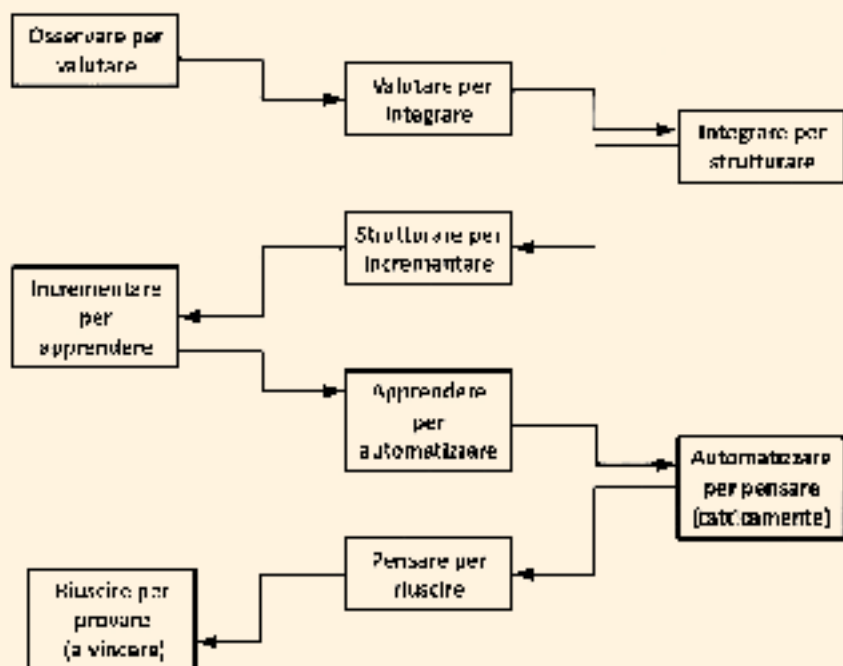 Osservare per
valutare
Valutare per
integrare
Integrare per
strutturare
Strutturare per
incrementare
Incrementare
per
apprendere
Apprendere
per
automatizzare
Automatizzare
per pensare
(tatticamente)
Pensare per
riuscire
Riuscire per
provare
(a vincere)